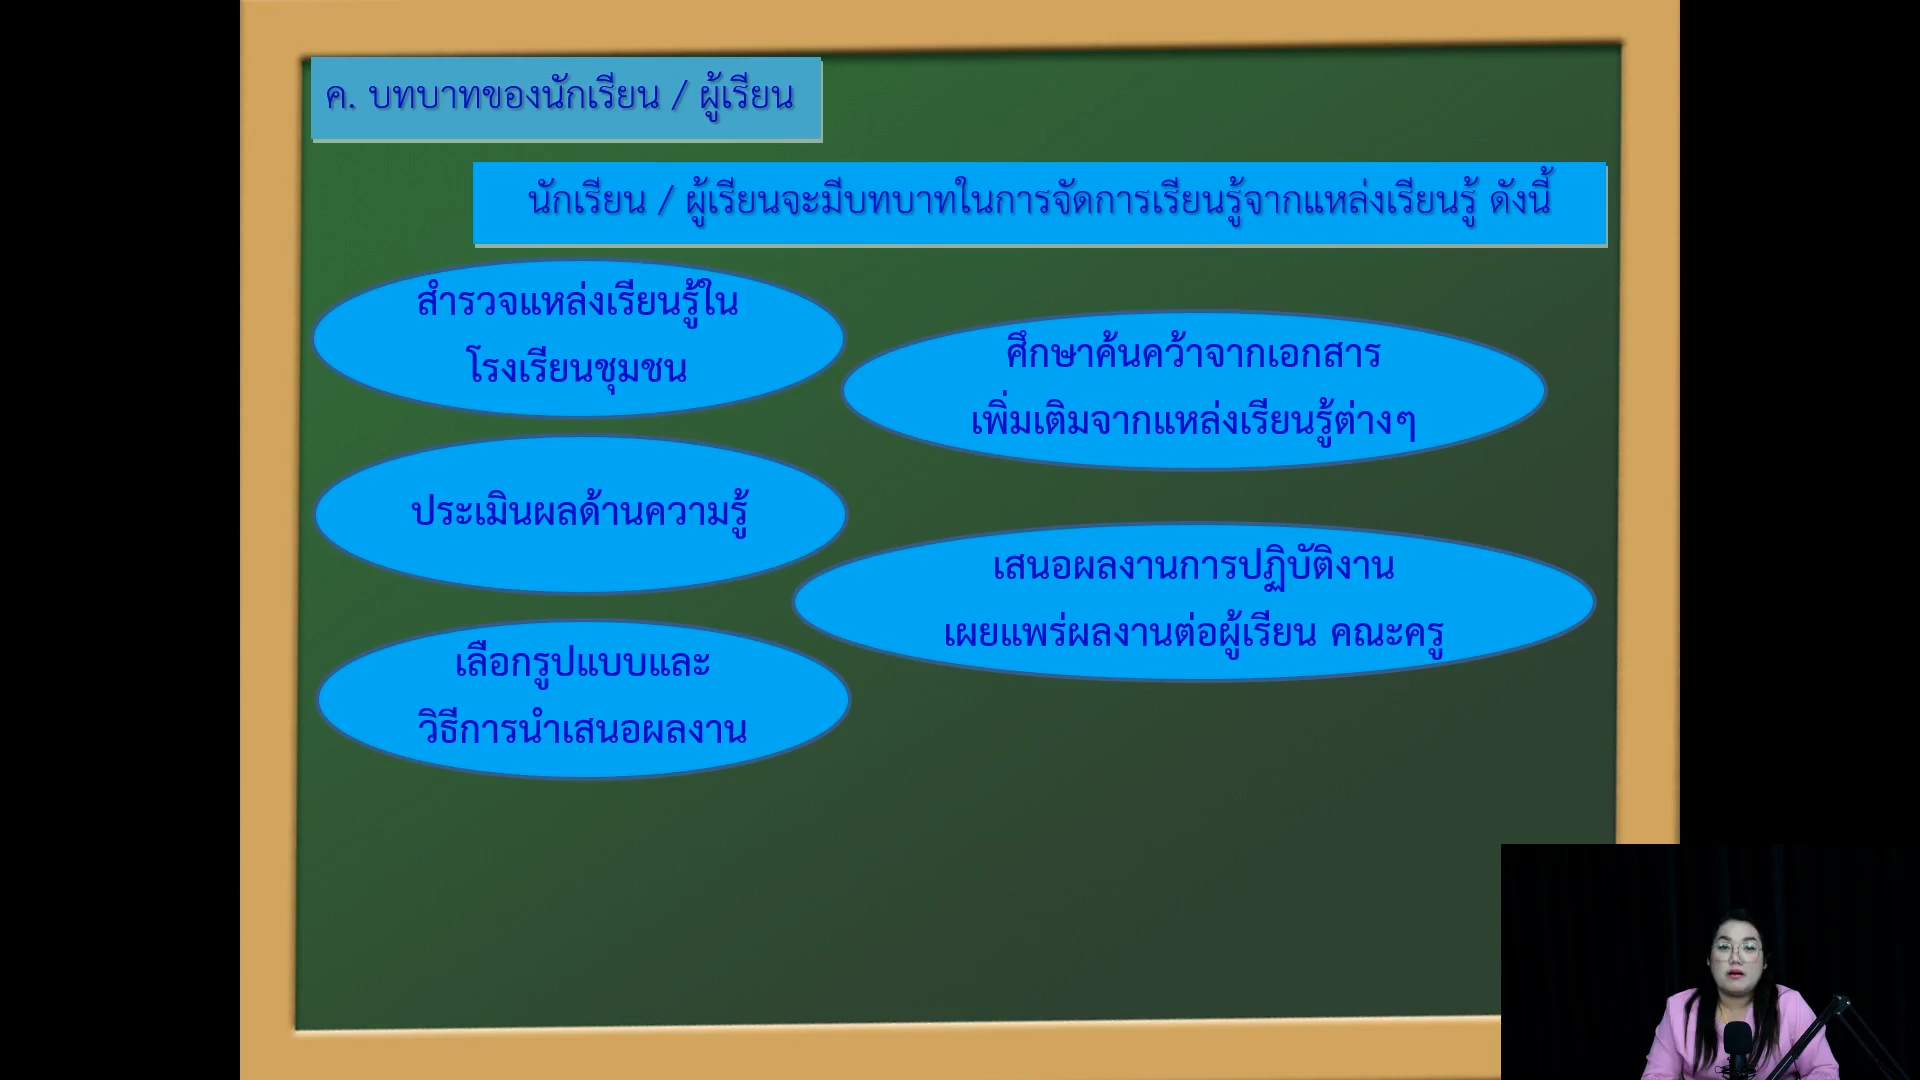 ค. บทบาทของนักเรียน / ผู้เรียน
นักเรียน / ผู้เรียนจะมีบทบาทในการจัดการเรียนรู้จากแหล่งเรียนรู้ ดังนี้
สำรวจแหล่งเรียนรู้ใน
โรงเรียนชุมชน
ศึกษาค้นคว้าจากเอกสาร
เพิ่มเติมจากแหล่งเรียนรู้ต่างๆ
ประเมินผลด้านความรู้
เสนอผลงานการปฏิบัติงาน
เผยแพร่ผลงานต่อผู้เรียน คณะครู
เลือกรูปแบบและ
วิธีการนำเสนอผลงาน